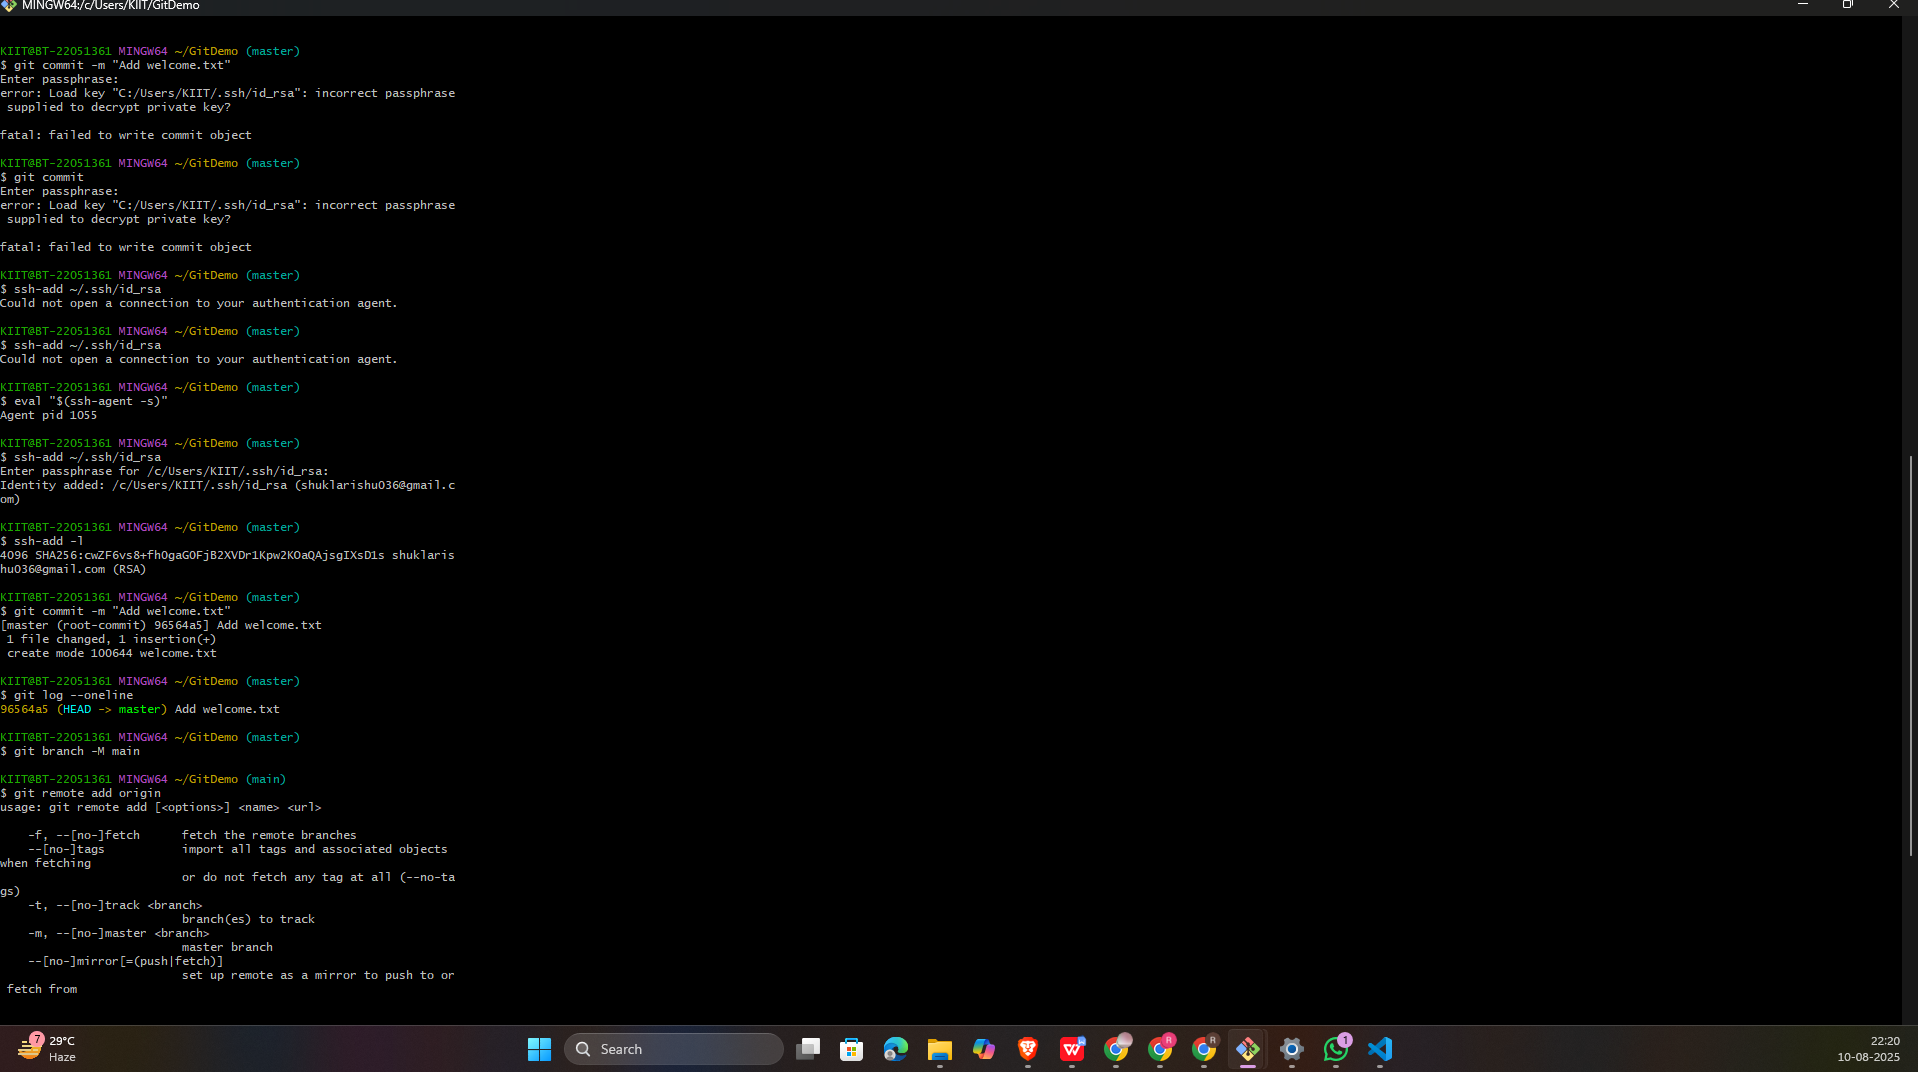 MINGW64:/c/Users/KIIT/GitDemo
KIIT@BT-22051361 MINGW64 ~/GitDemo (master)
$ git commit -m "Add welcome.txt"
Enter passphrase:
error: Load key "C:/Users/KIIT/.ssh/id_rsa": incorrect passphrase
 supplied to decrypt private key?
fatal: failed to write commit object
KIIT@BT-22051361 MINGW64 ~/GitDemo (master)
$ git commit
Enter passphrase:
error: Load key "C:/Users/KIIT/.ssh/id_rsa": incorrect passphrase
 supplied to decrypt private key?
fatal: failed to write commit object
KIIT@BT-22051361 MINGW64 ~/GitDemo (master)
$ ssh-add ~/.ssh/id_rsa
Could not open a connection to your authentication agent.
KIIT@BT-22051361 MINGW64 ~/GitDemo (master)
$ ssh-add ~/.ssh/id_rsa
Could not open a connection to your authentication agent.
KIIT@BT-22051361 MINGW64 ~/GitDemo (master)
$ eval "$(ssh-agent -s)"
Agent pid 1055
KIIT@BT-22051361 MINGW64 ~/GitDemo (master)
$ ssh-add ~/.ssh/id_rsa
Enter passphrase for /c/Users/KIIT/.ssh/id_rsa:
Identity added: /c/Users/KIIT/.ssh/id_rsa (shuklarishu036@gmail.c
om)
KIIT@BT-22051361 MINGW64 ~/GitDemo (master)
$ ssh-add -l
4096 SHA256:cwZF6vs8+fhOgaGOFjB2XVDr1Kpw2KOaQAjsgIXsD1s shuklaris
hu036@gmail.com (RSA)
KIIT@BT-22051361 MINGW64 ~/GitDemo (master)
$ git commit -m "Add welcome.txt"
[master (root-commit) 96564a5] Add welcome.txt
 1 file changed, 1 insertion(+)
 create mode 100644 welcome.txt
KIIT@BT-22051361 MINGW64 ~/GitDemo (master)
$ git log --oneline
96564a5 (HEAD -> master) Add welcome.txt
KIIT@BT-22051361 MINGW64 ~/GitDemo (master)
$ git branch -M main
KIIT@BT-22051361 MINGW64 ~/GitDemo (main)
$ git remote add origin
usage: git remote add [<options>] <name> <url>
    -f, --[no-]fetch      fetch the remote branches
    --[no-]tags           import all tags and associated objects
when fetching
                          or do not fetch any tag at all (--no-ta
gs)
    -t, --[no-]track <branch>
                          branch(es) to track
    -m, --[no-]master <branch>
                          master branch
    --[no-]mirror[=(push|fetch)]
                          set up remote as a mirror to push to or
 fetch from
7
29°C
Haze
Search
W
R
R
1
22:20
10-08-2025